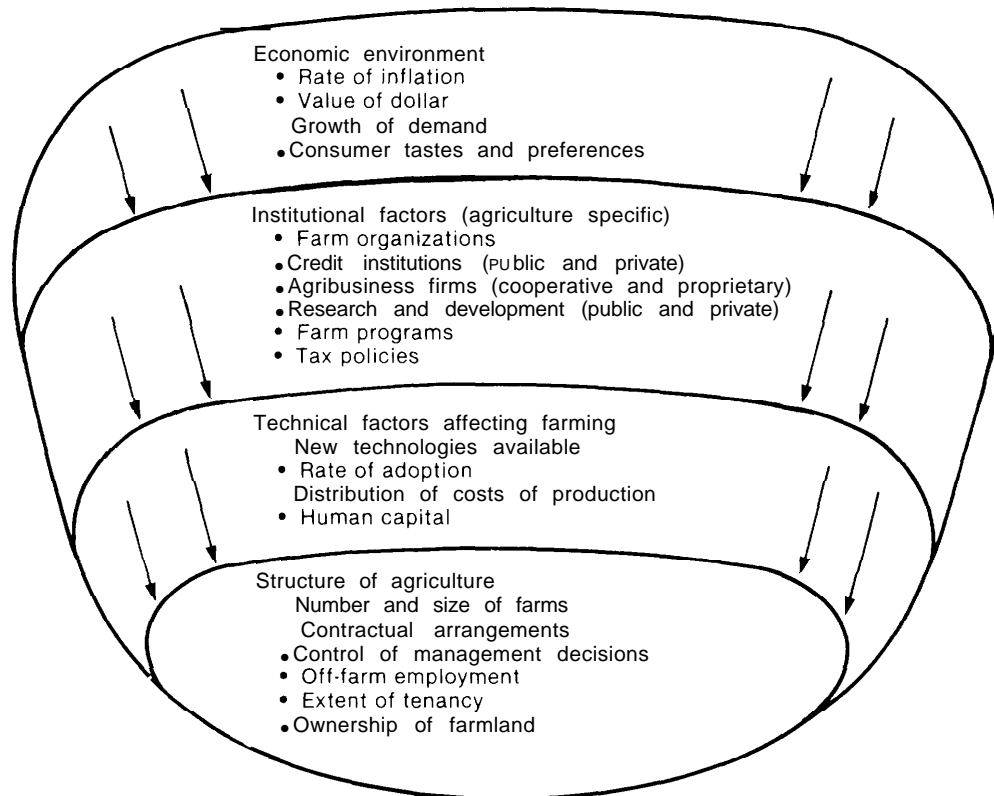 Economic environment
• Rate of inflation
• Value of dollar
Growth of demand
• Consumer tastes and preferences
Institutional factors (agriculture specific)
• Farm organizations
• Credit institutions (PUblic and private)
• Agribusiness firms (cooperative and proprietary)
• Research and development (public and private)
• Farm programs
• Tax policies
Technical factors affecting farming
New technologies available
• Rate of adoption
Distribution of costs of production
• Human capital
Structure of agriculture
Number and size of farms
Contractual arrangements
• Control of management decisions
• Off-farm employment
• Extent of tenancy
• Ownership of farmland